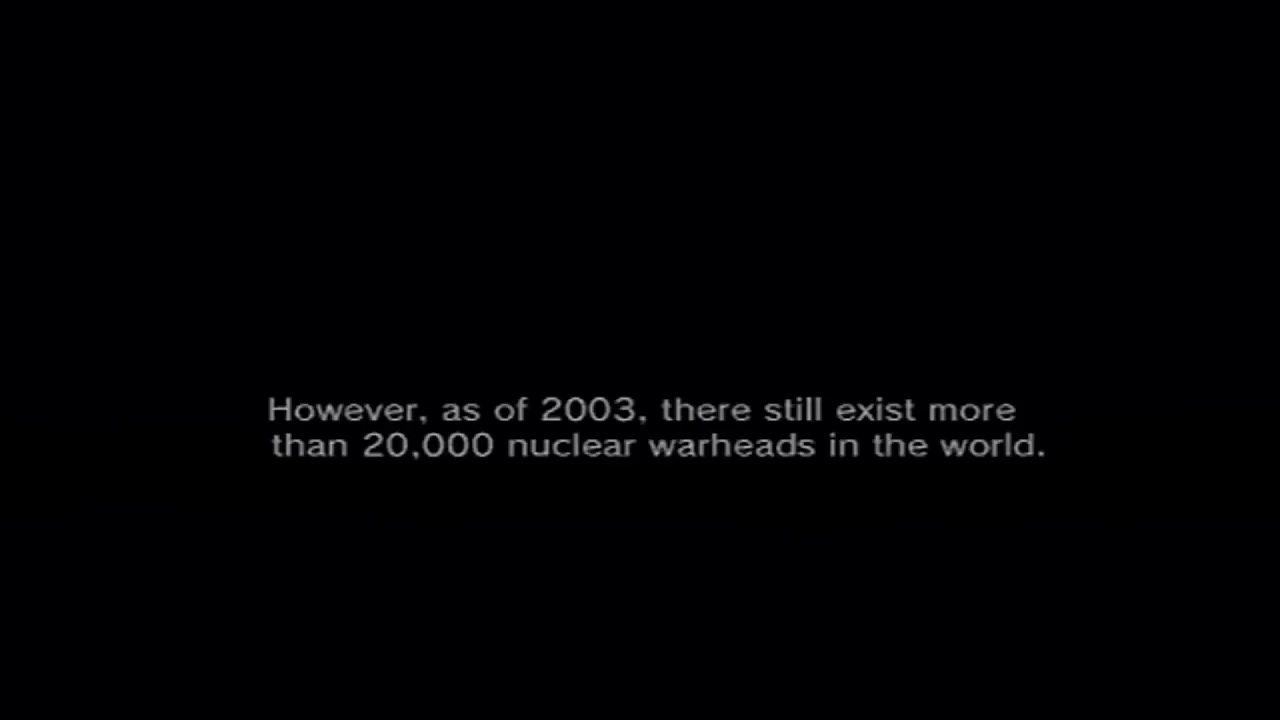 However, as of 2003, there still exist more
than 20,000 nuclear warheads in the world.